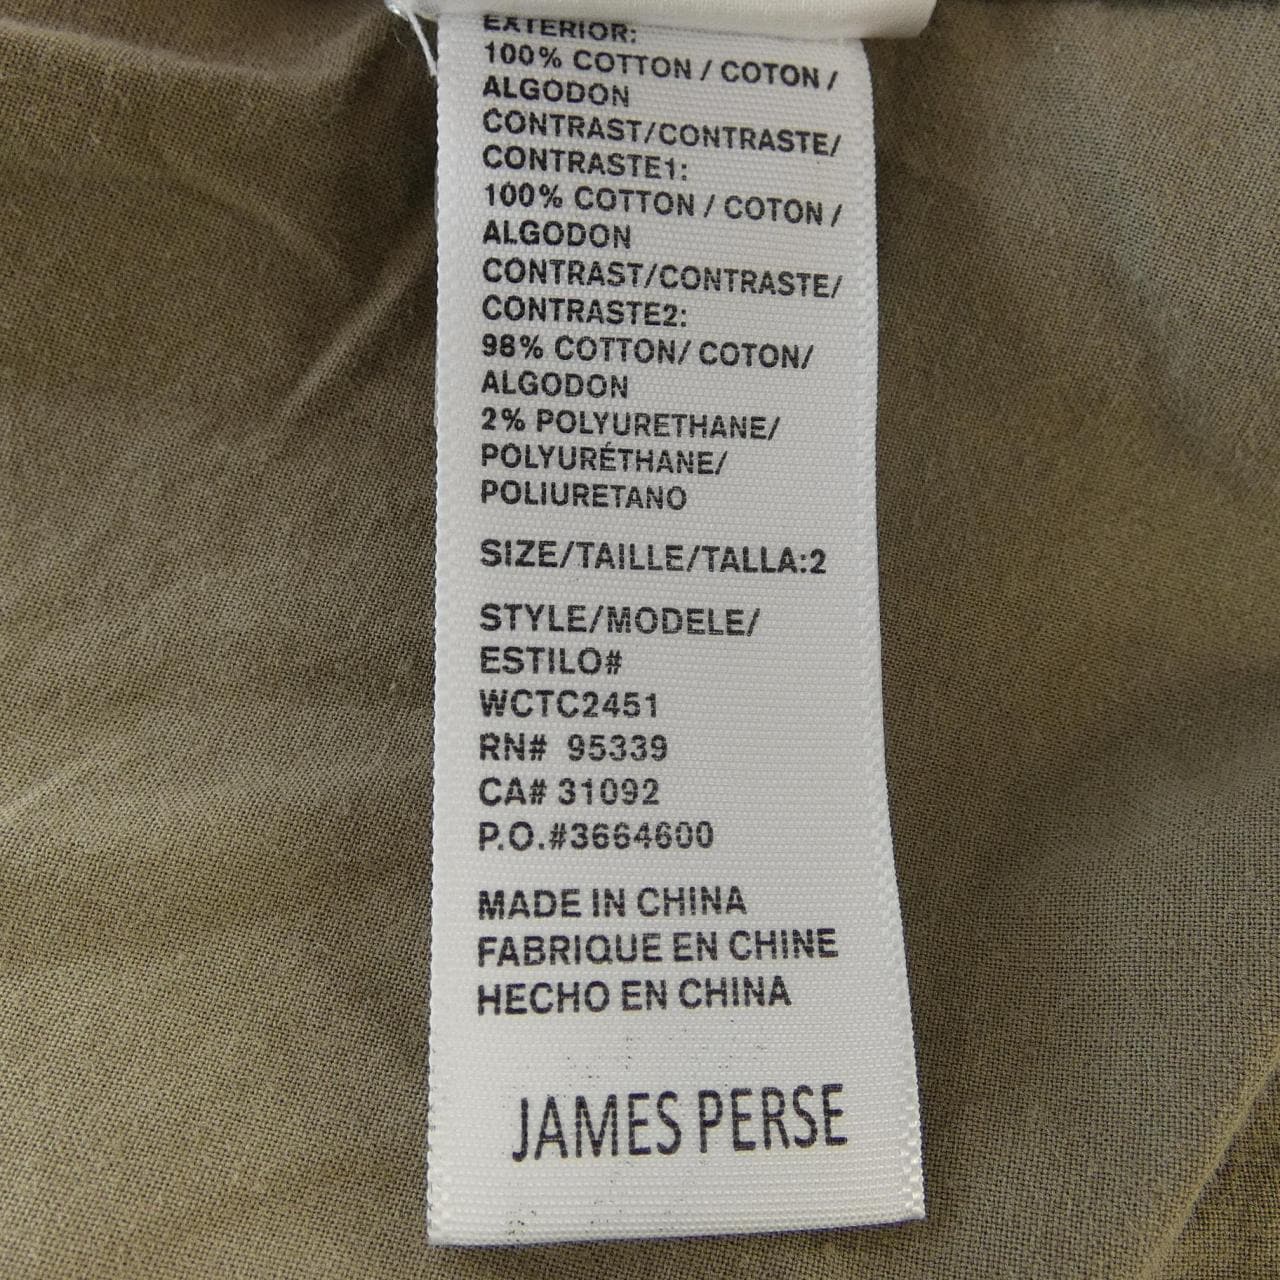 EXTERIOR:
100% COTTON / COTON /
ALGODON
CONTRAST/CONTRASTE/
CONTRASTE1:
100% COTTON / COTON /
ALGODON
CONTRAST/CONTRASTE/
CONTRASTE2:
98% COTTON/ COTON/
ALGODON
2% POLYURETHANE/
POLYURÉTHANE/
POLIURETANO
SIZE/TAILLE/TALLA:2
STYLE/MODELE/
ESTILO#
WCTC2451
RN# 95339
CA# 31092
P.O.#3664600
MADE IN CHINA
FABRIQUE EN CHINE
HECHO EN CHINA
JAMES PERSE